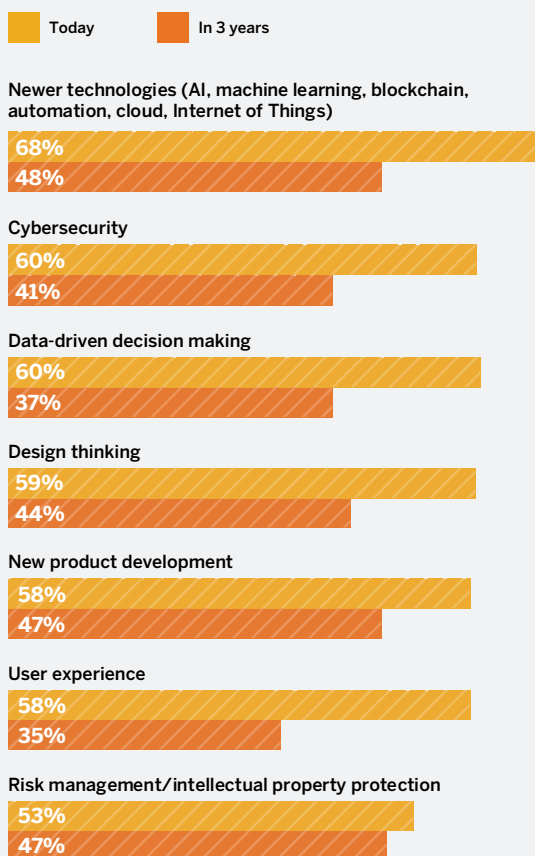 Today
In 3 years
Newer technologies (AI, machine learning, blockchain,
automation, cloud, Internet of Things)
68%
48%
Cybersecurity
60%
41%
Data-driven decision making
60%
37%
Design thinking
59%
44%
New product development
58%
47%
User experience
58%
35%
Risk management/intellectual property protection
53%
47%